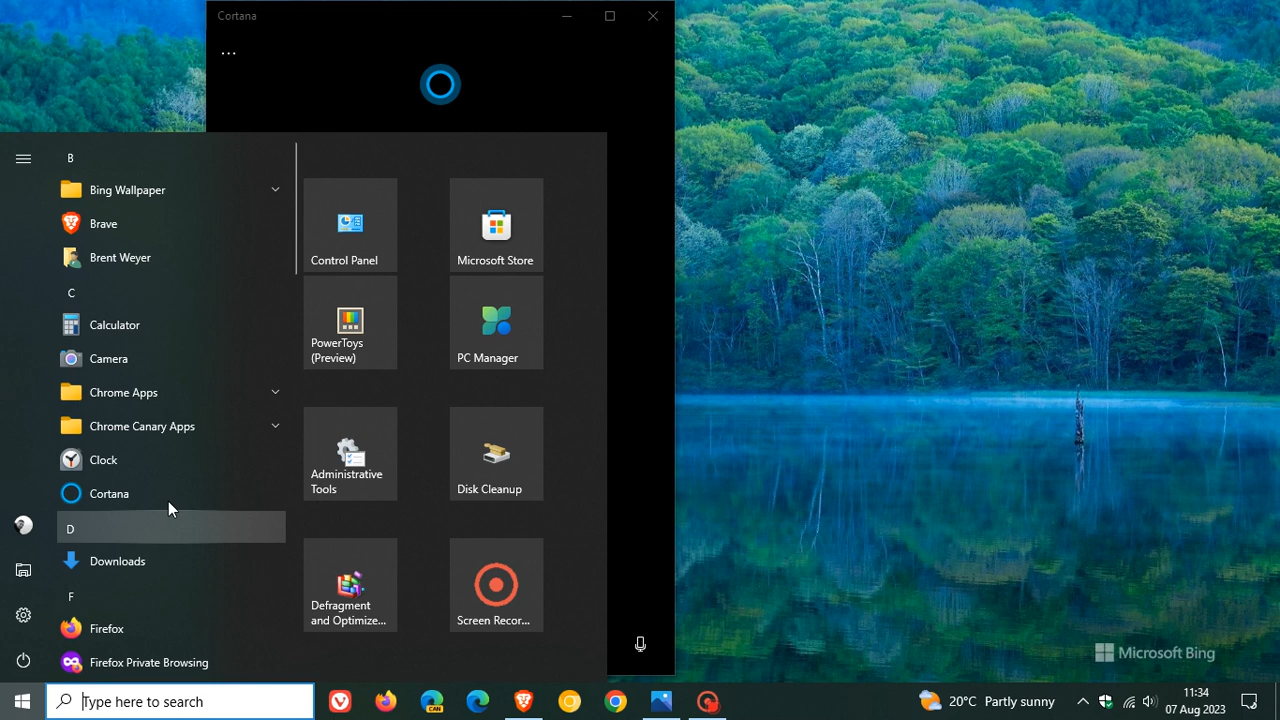 Cortana
...
B
Bing Wallpaper
Brave
Brent Weyer
C
Calculator
Camera
Chrome Apps
Chrome Canary Apps
Clock
Cortana
D
Downloads
F
Firefox
Firefox Private Browsing
Control Panel
Microsoft Store
PowerToys
(Preview)
PC Manager
Administrative
Tools
Disk Cleanup
Defragment
and Optimize...
Screen Recor...
Microsoft Bing
Type here to search
CAN
20°C Partly sunny
11:34
07 Aug 2023